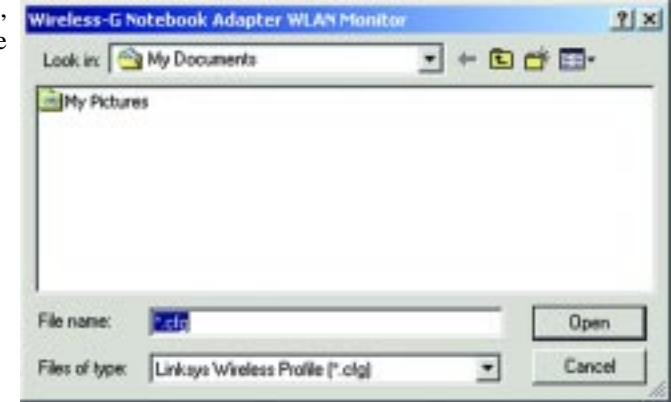 ,
e
Wireless-G Notebook Adapter WLAN Monitor
Look in: My Documents
My Pictures
File name: *.cfg Open
Files of type: Linksys Wireless Profile (*.cfg) Cancel